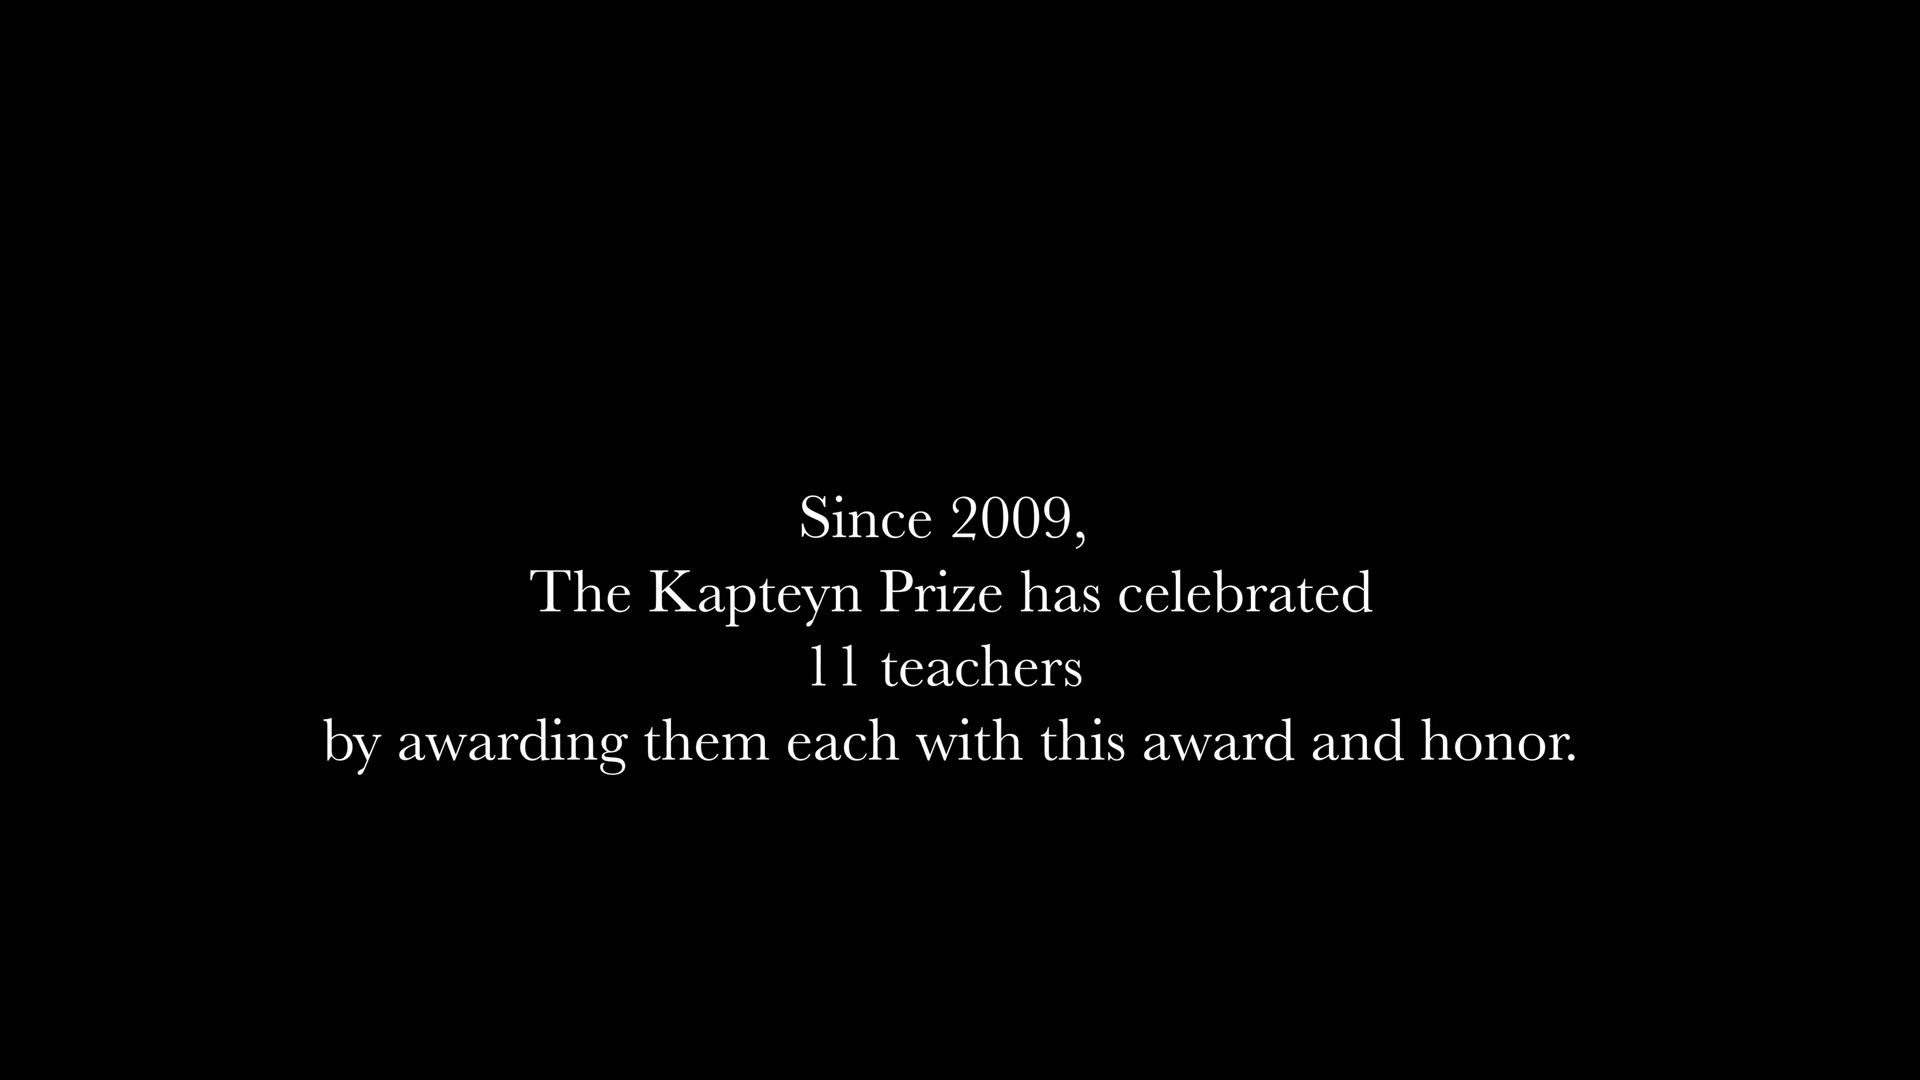 Since 2009,
The Kapteyn Prize has celebrated
11 teachers
by awarding them each with this award and honor.